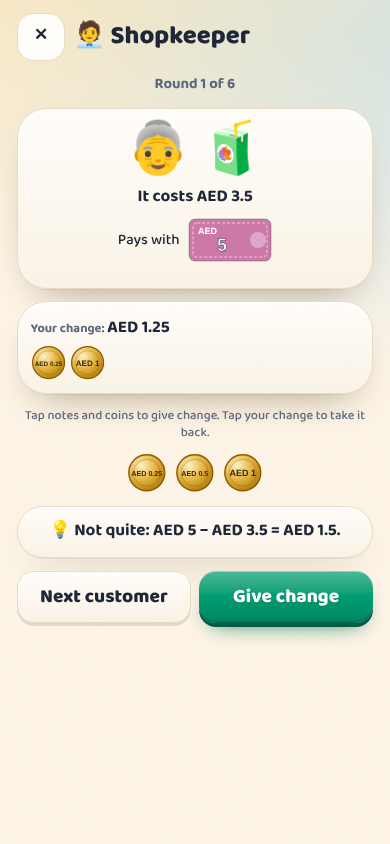 ✕
Shopkeeper
Round 1 of 6
It costs AED 3.5
Pays with AED 5
Your change: AED 1.25
AED 0.25 AED 1
Tap notes and coins to give change. Tap your change to take it
back.
AED 0.25 AED 0.5 AED 1
Not quite: AED 5 − AED 3.5 = AED 1.5.
Next customer Give change